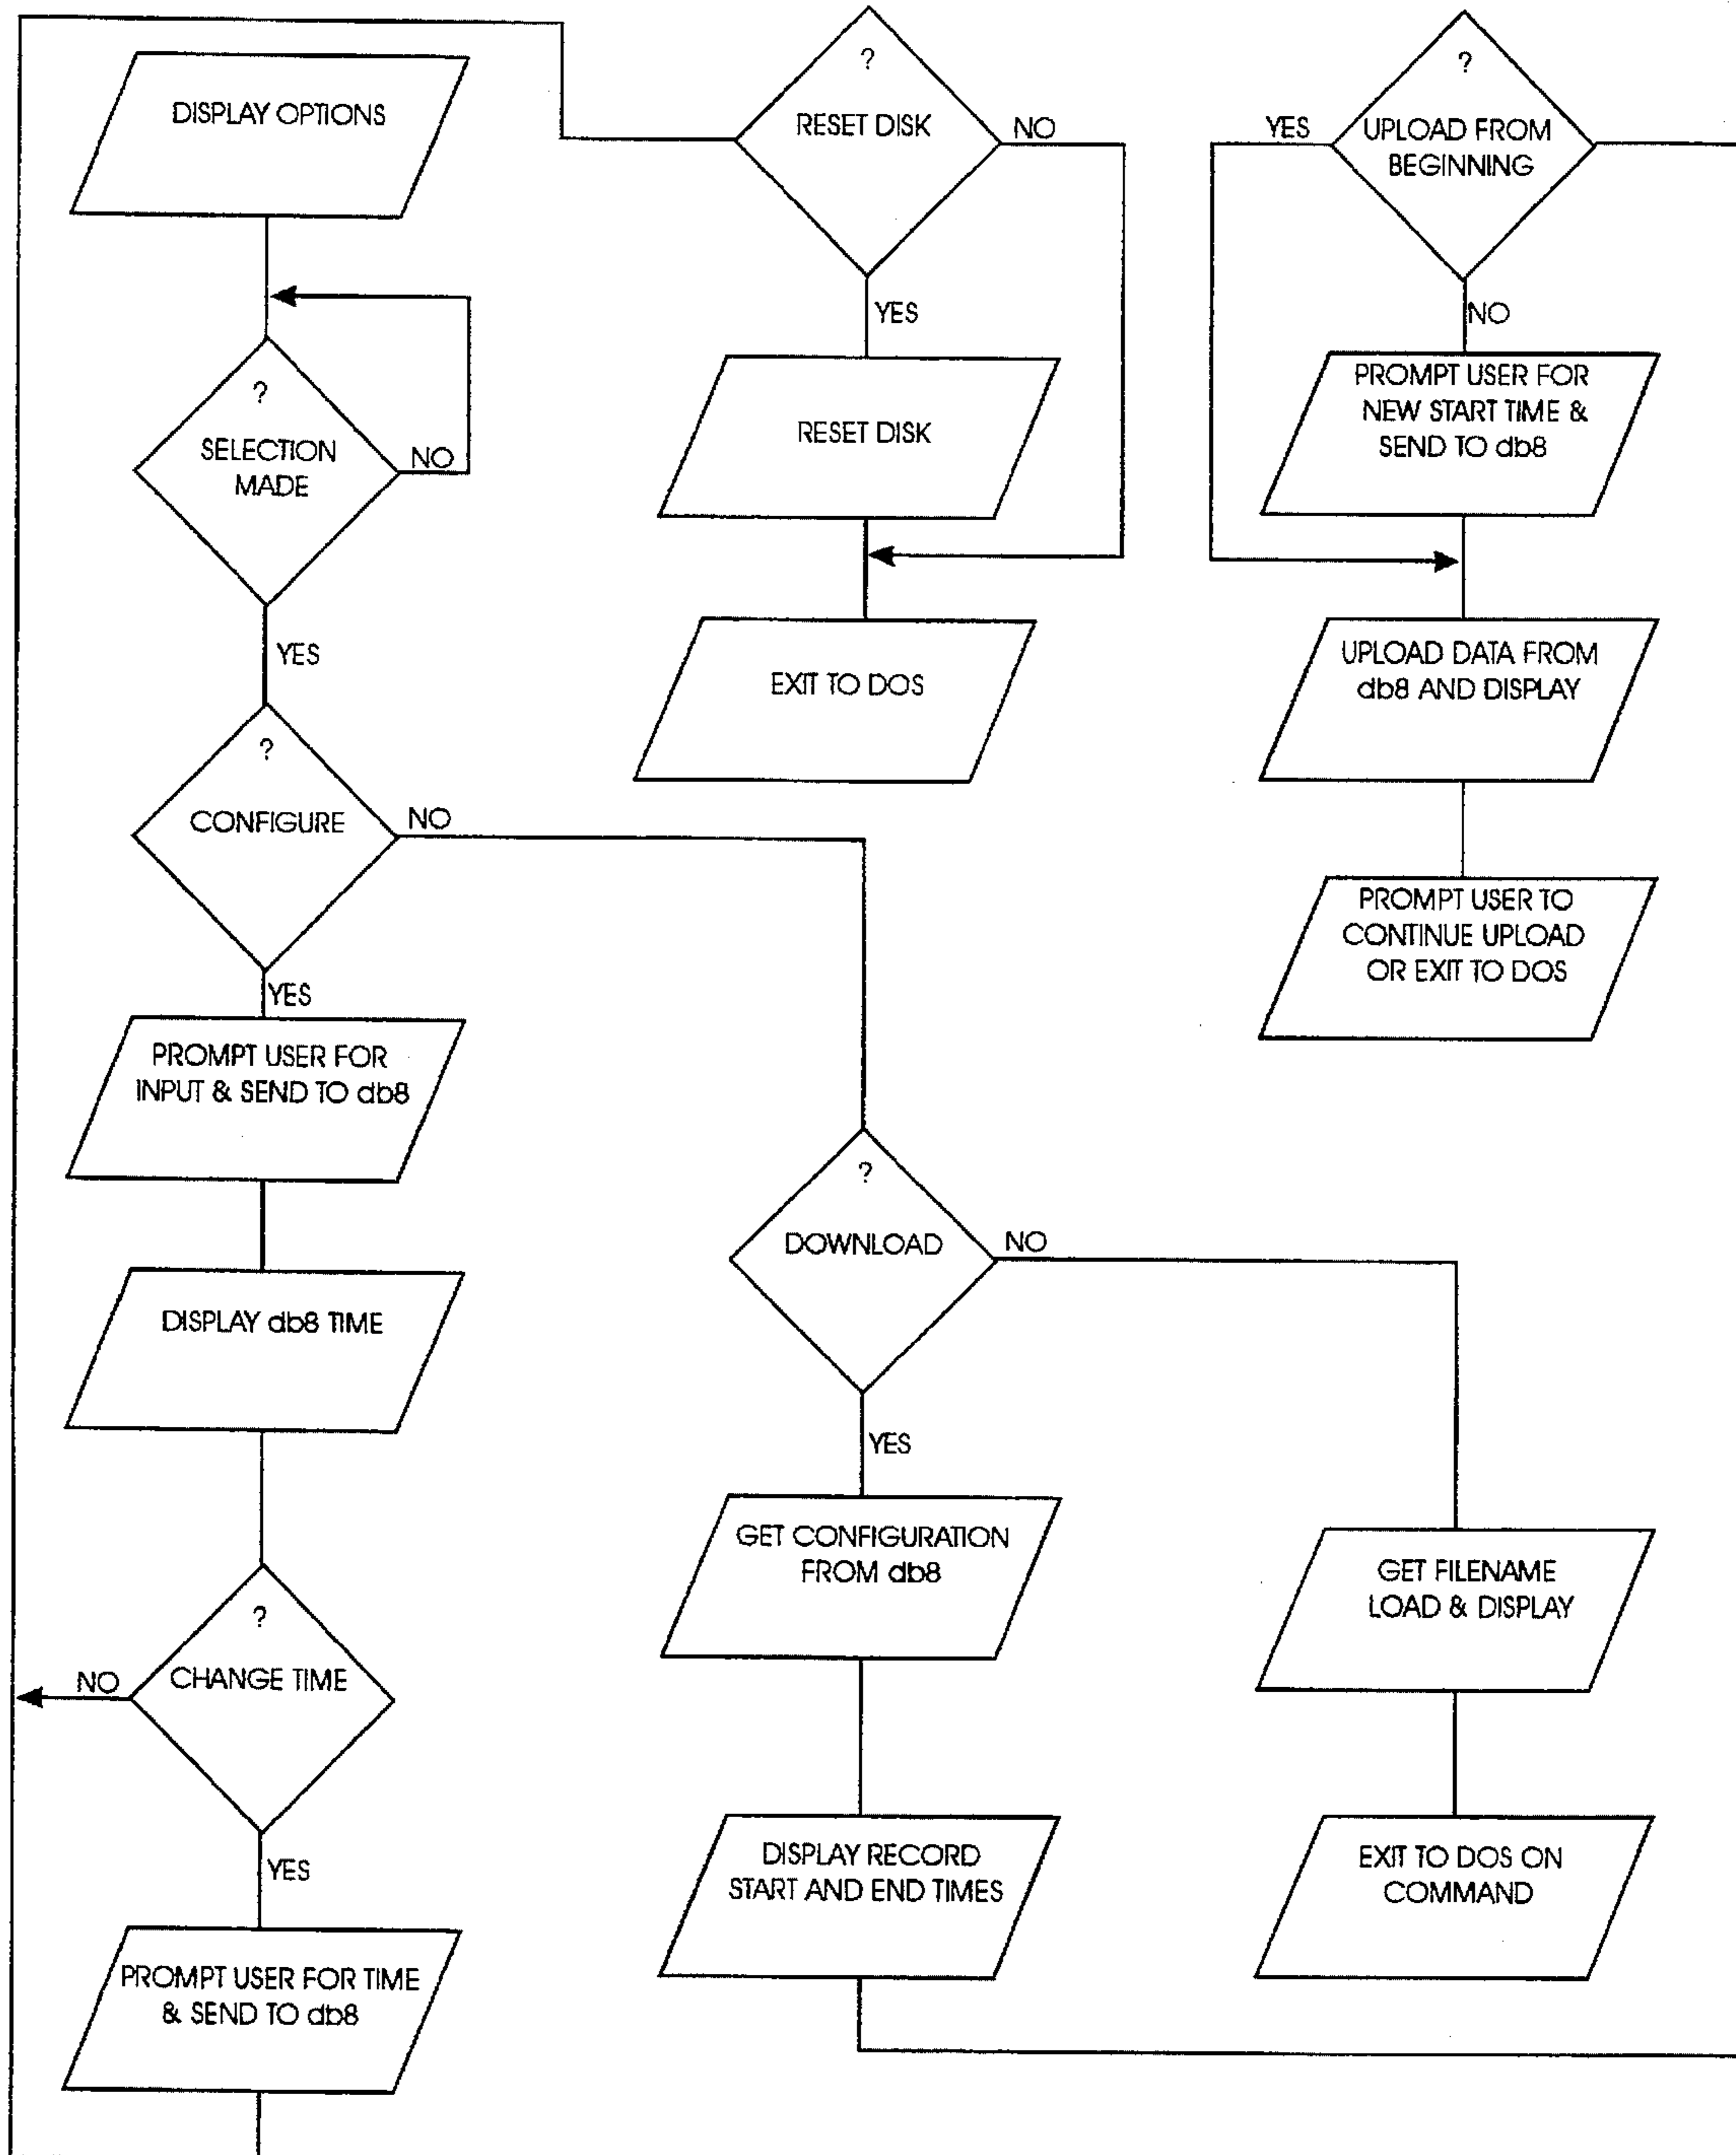 ?
DISPLAY OPTIONS
?
SELECTION
MADE
NO
YES
?
CONFIGURE
NO
YES
PROMPT USER FOR
INPUT & SEND TO db8
DISPLAY db8 TIME
?
CHANGE TIME
NO
YES
PROMPT USER FOR TIME
& SEND TO db8
RESET DISK
NO
YES
RESET DISK
EXIT TO DOS
?
DOWNLOAD
NO
YES
GET CONFIGURATION
FROM db8
DISPLAY RECORD
START AND END TIMES
?
UPLOAD FROM
BEGINNING
YES
NO
PROMPT USER FOR
NEW START TIME &
SEND TO db8
UPLOAD DATA FROM
db8 AND DISPLAY
PROMPT USER TO
CONTINUE UPLOAD
OR EXIT TO DOS
GET FILENAME
LOAD & DISPLAY
EXIT TO DOS ON
COMMAND